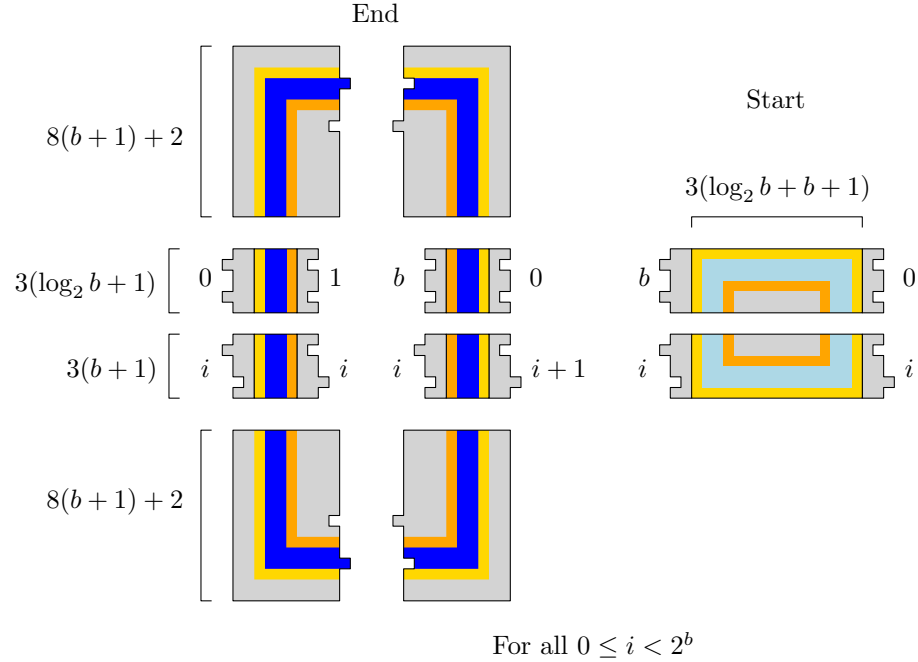 End
8(b + 1) + 2
Start
3(log₂ b + b + 1)
3(log₂ b + 1) 0 1 b 0 b 0
3(b + 1) i i i i + 1 i i
8(b + 1) + 2
For all 0 ≤ i < 2ᵇ